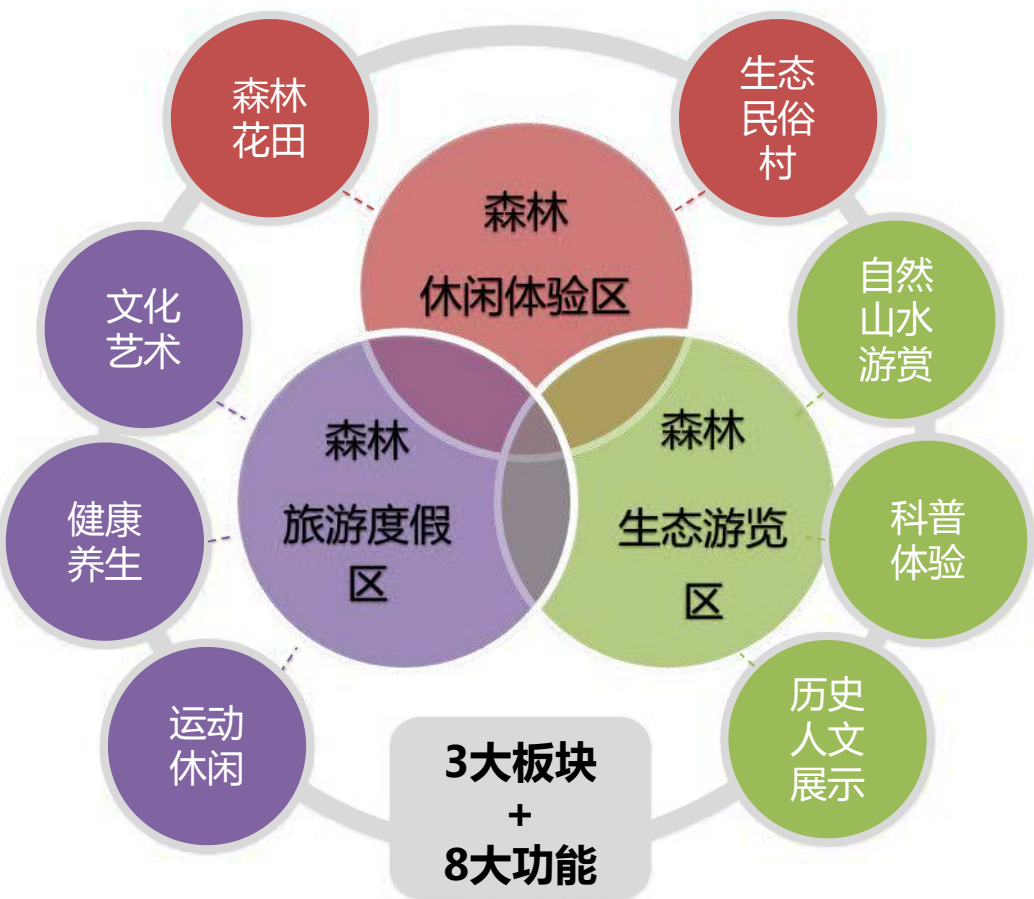 森林
花田
生态
民俗
村
森林
休闲体验区
文化
艺术
自然
山水
游赏
森林
旅游度假
区
森林
生态游览
区
健康
养生
科普
体验
运动
休闲
历史
人文
展示
3大板块
+
8大功能